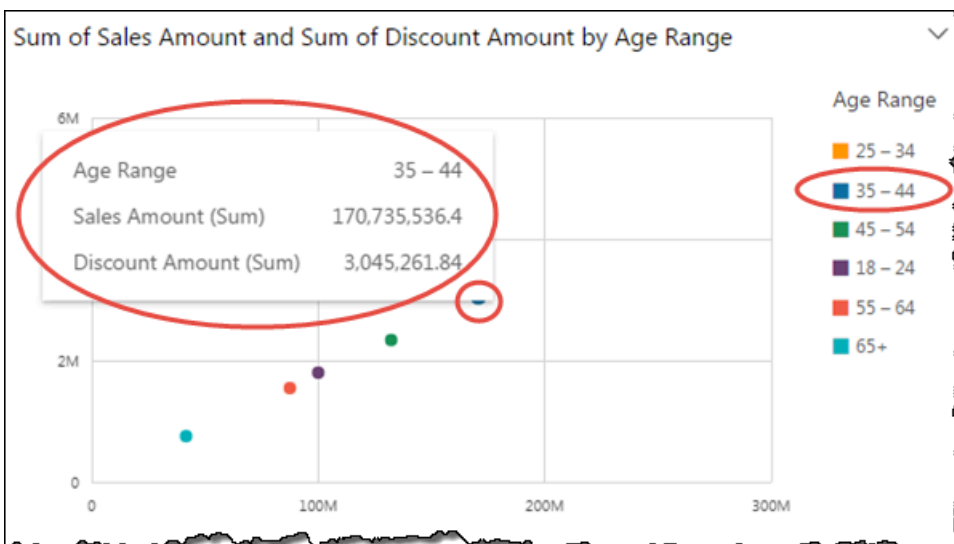 Sum of Sales Amount and Sum of Discount Amount by Age Range
Age Range
6M
Age Range 35 – 44
Sales Amount (Sum) 170,735,536.4
Discount Amount (Sum) 3,045,261.84
25 – 34
35 – 44
45 – 54
18 – 24
55 – 64
65+
2M
0
0 100M 200M 300M